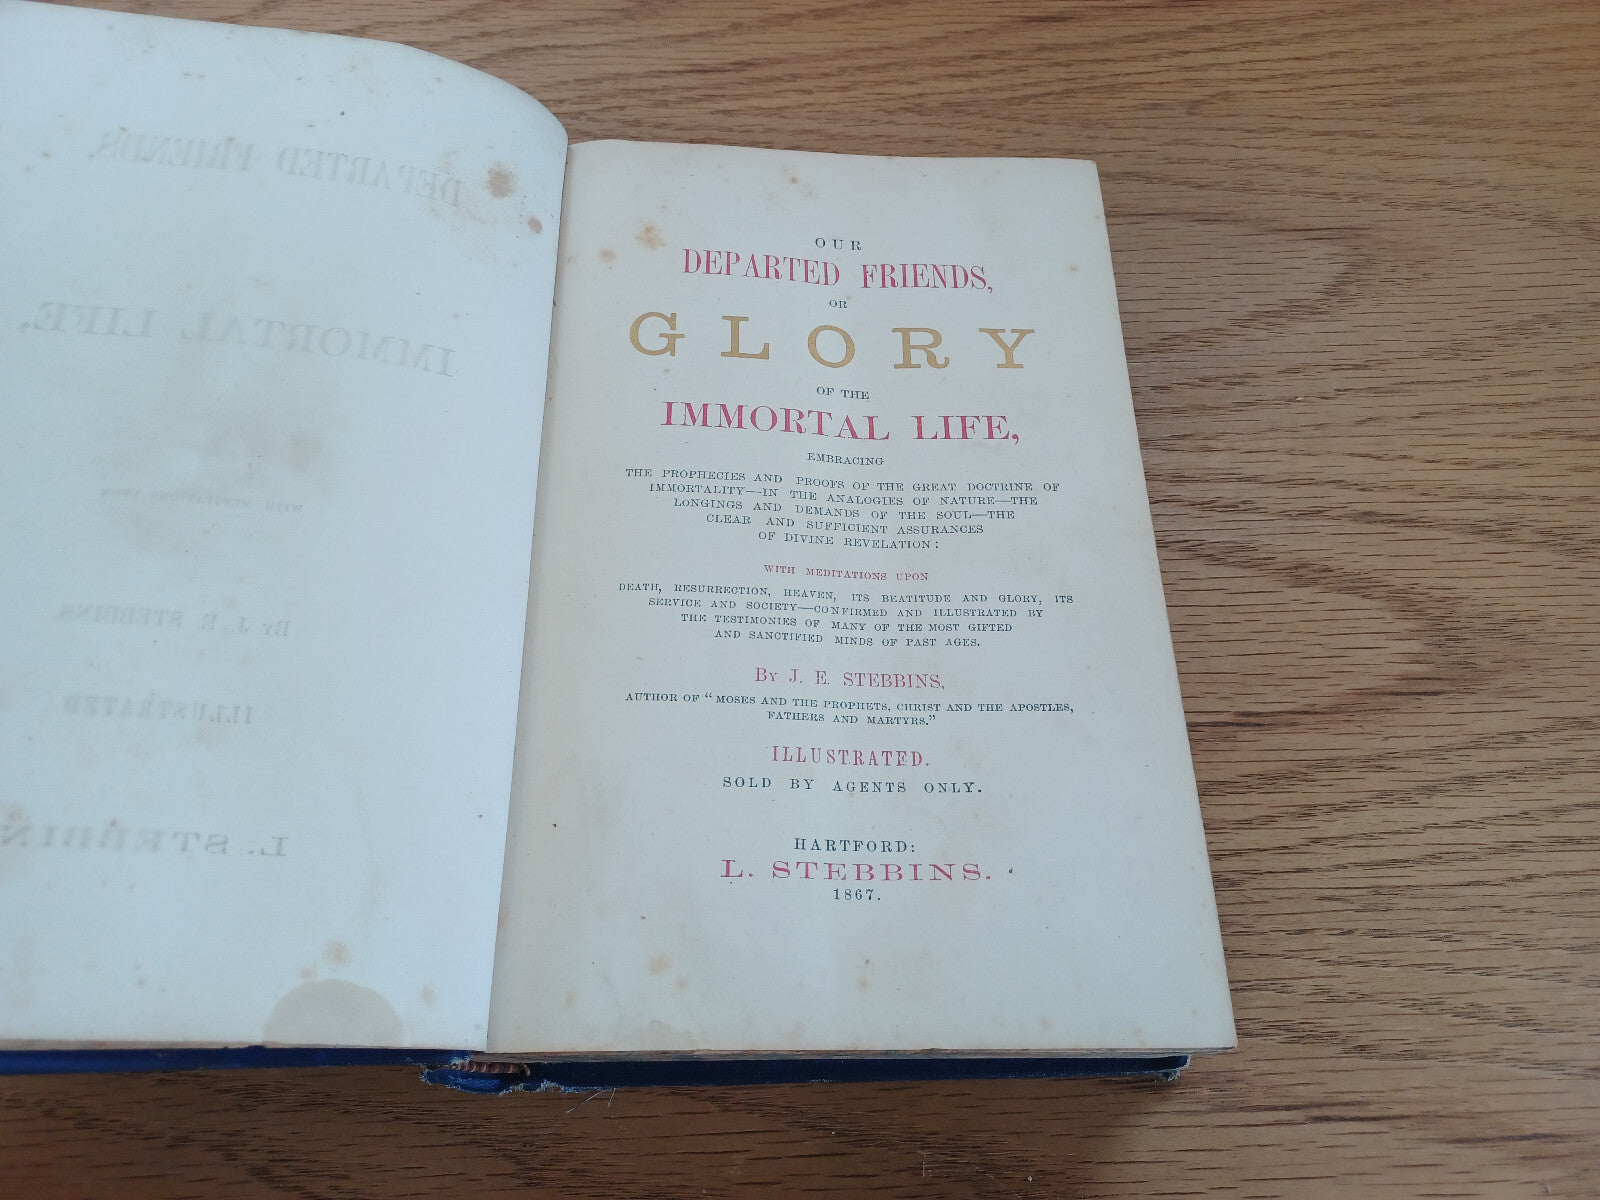 OUR
DEPARTED FRIENDS,
OR
GLORY
OF THE
IMMORTAL LIFE,
EMBRACING
THE PROPHECIES AND PROOFS OF THE GREAT DOCTRINE OF
IMMORTALITY—IN THE ANALOGIES OF NATURE—THE
LONGINGS AND DEMANDS OF THE SOUL—THE
CLEAR AND SUFFICIENT ASSURANCES
OF DIVINE REVELATION:
WITH MEDITATIONS UPON
DEATH, RESURRECTION, HEAVEN, ITS BEATITUDE AND GLORY, ITS
SERVICE AND SOCIETY—CONFIRMED AND ILLUSTRATED BY
THE TESTIMONIES OF MANY OF THE MOST GIFTED
AND SANCTIFIED MINDS OF PAST AGES.
BY J. E. STEBBINS,
AUTHOR OF "MOSES AND THE PROPHETS, CHRIST AND THE APOSTLES,
FATHERS AND MARTYRS."
ILLUSTRATED.
SOLD BY AGENTS ONLY.
HARTFORD:
L. STEBBINS.
1867.